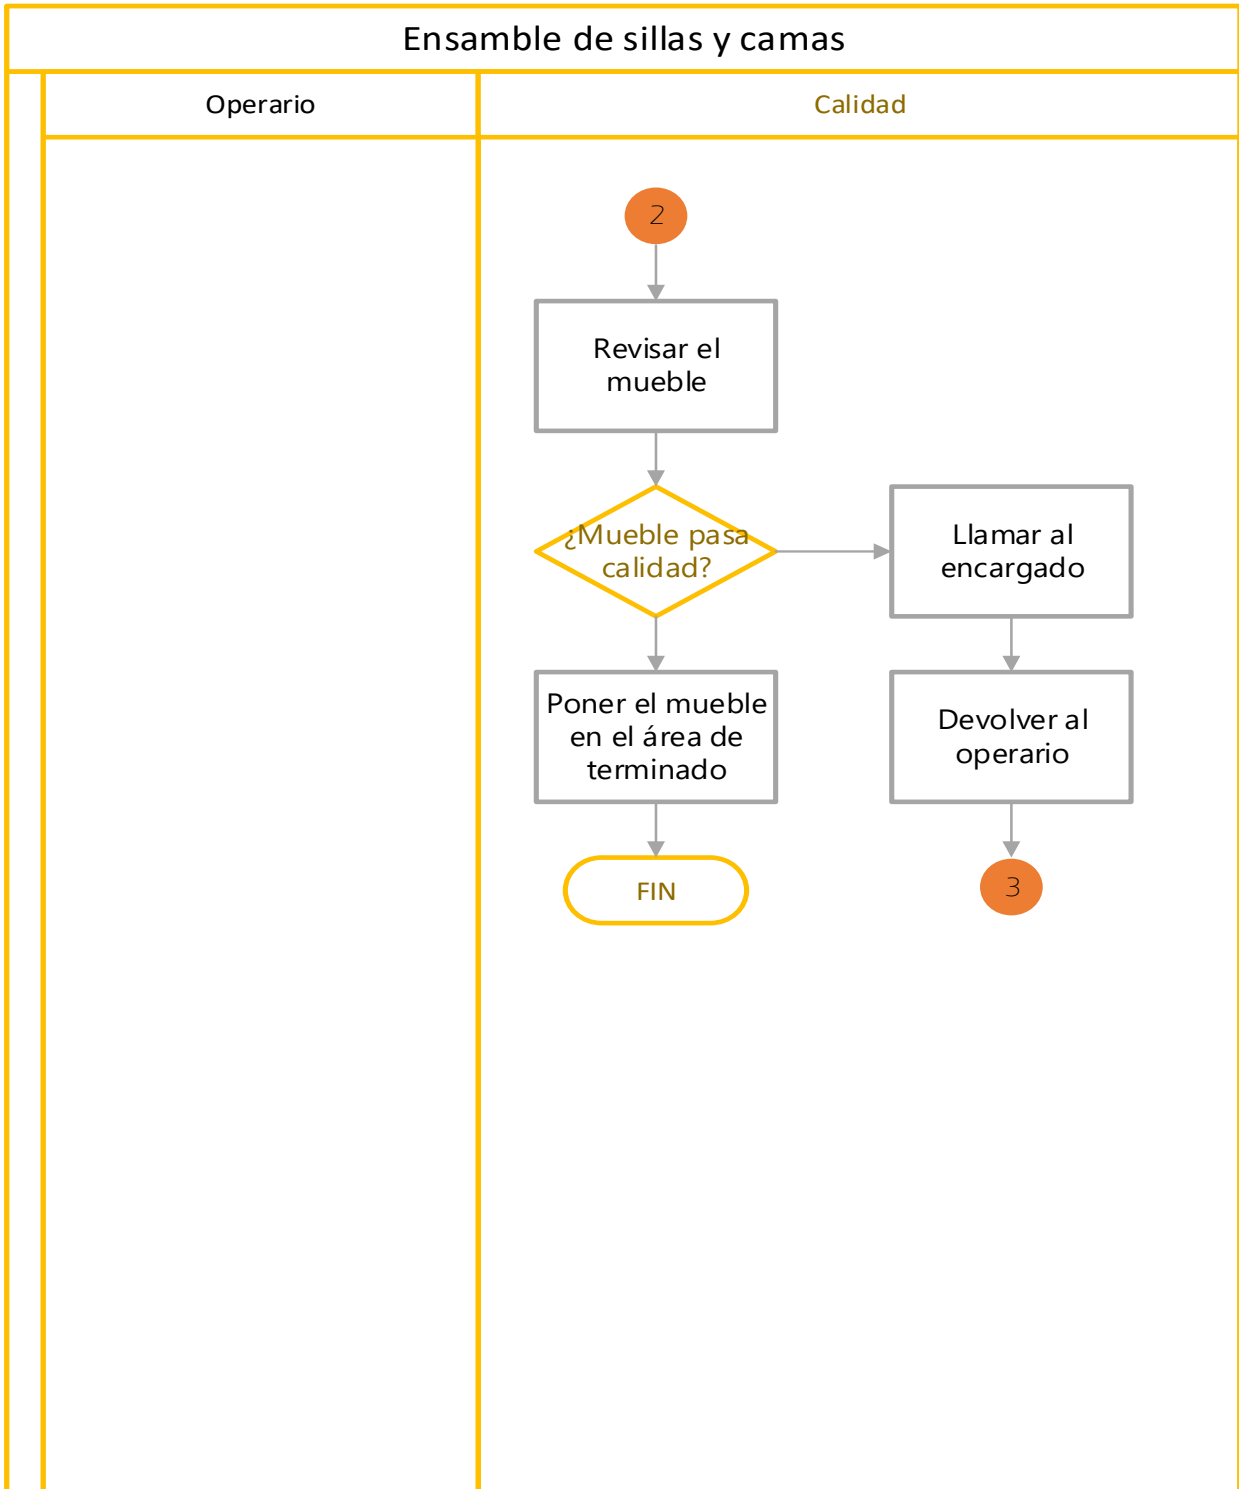 Ensamble de sillas y camas
Operario
Calidad
2
Revisar el
mueble
¿Mueble pasa
calidad?
Llamar al
encargado
Poner el mueble
en el área de
terminado
Devolver al
operario
FIN
3